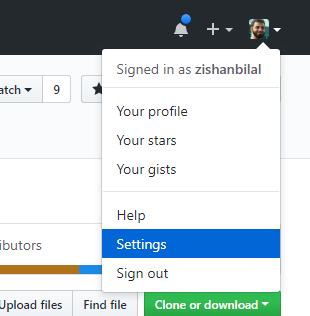 Signed in as zishanbilal
atch 9
Your profile
Your stars
Your gists
Help
ibutors
Settings
Sign out
Upload files Find file Clone or download